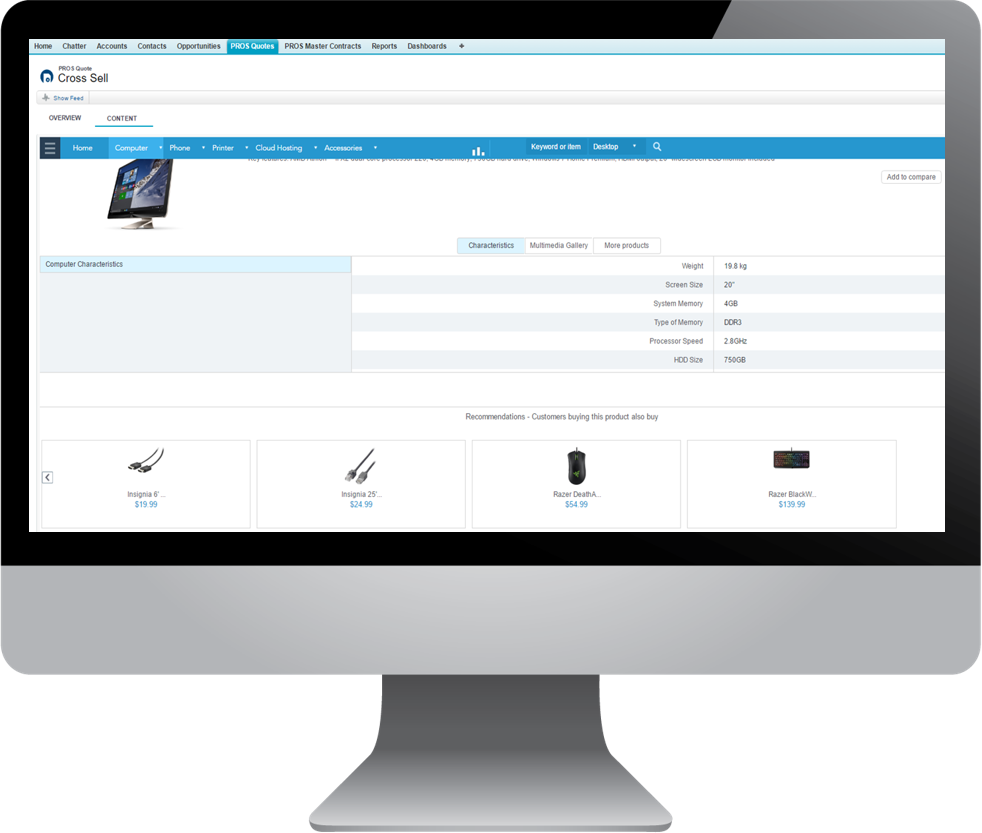 Home Chatter Accounts Contacts Opportunities PROS Quotes PROS Master Contracts Reports Dashboards +
PROS Quote
Cross Sell
Show Feed
OVERVIEW CONTENT
Home Computer Phone Printer Cloud Hosting Accessories Keyword or item Desktop
Add to compare
Characteristics Multimedia Gallery More products
Computer Characteristics
Weight 19.8 kg
Screen Size 20"
System Memory 4GB
Type of Memory DDR3
Processor Speed 2.8GHz
HDD Size 750GB
Recommendations - Customers buying this product also buy
Insignia 6' ... Insignia 25'... Razer DeathA... Razer BlackW...
$19.99 $24.99 $54.99 $139.99